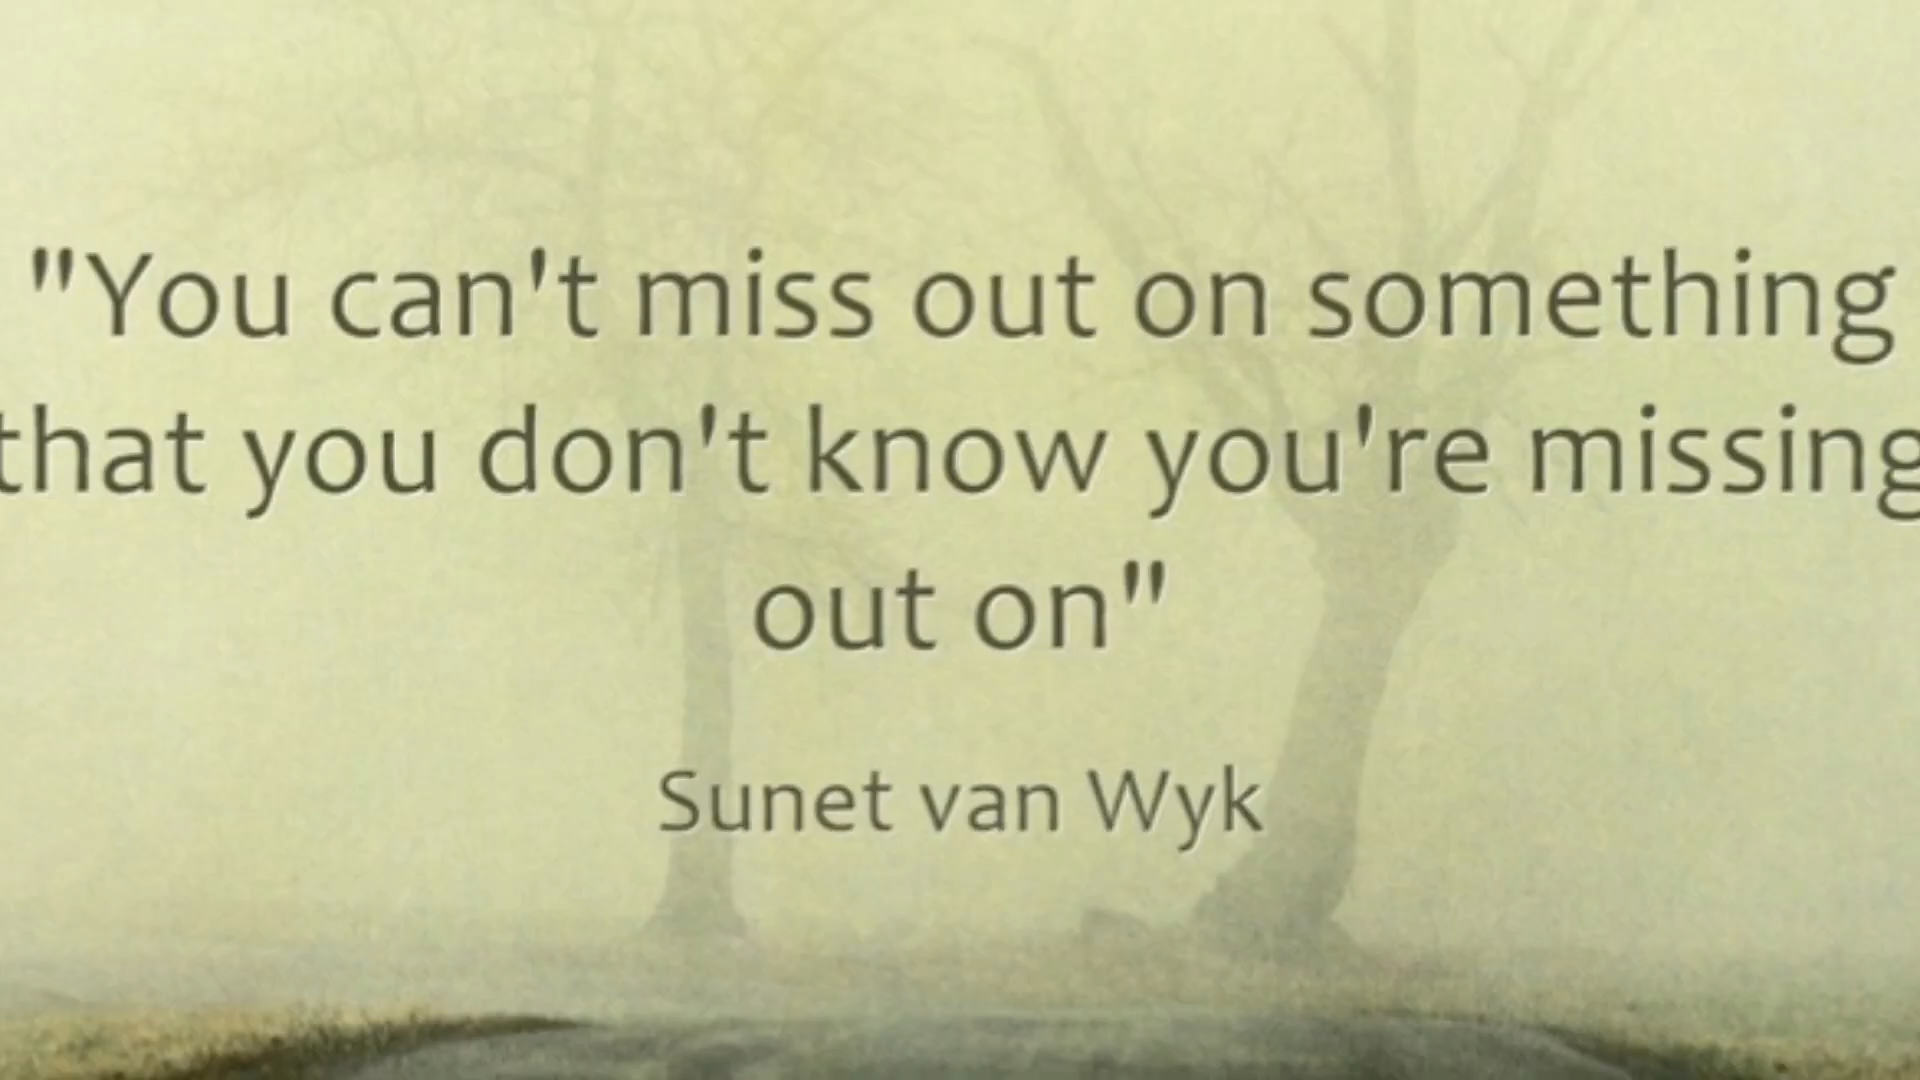 "You can't miss out on something
that you don't know you're missing
out on"
Sunet van Wyk